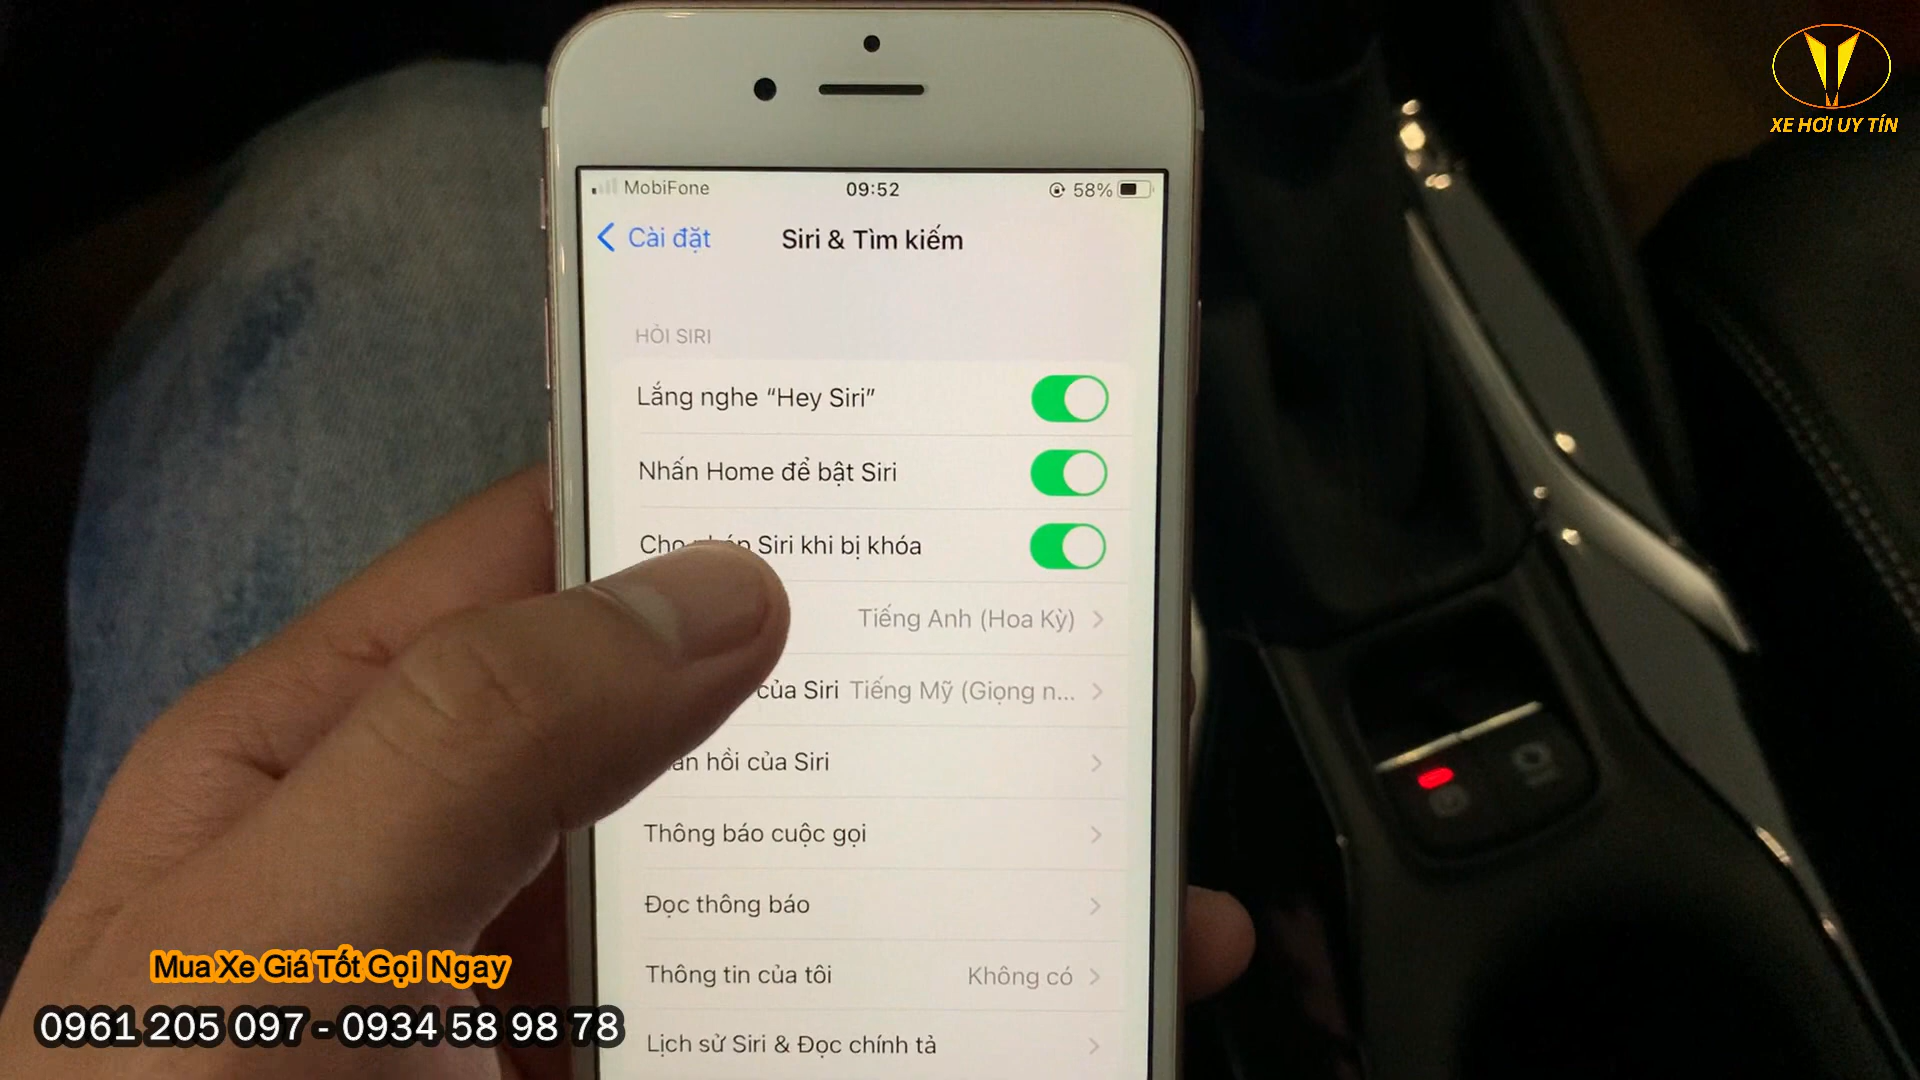 XE HƠI UY TÍN
MobiFone 09:52 58%
Cài đặt Siri & Tìm kiếm
HỎI SIRI
Lắng nghe “Hey Siri”
Nhấn Home để bật Siri
Siri khi bị khóa
Tiếng Anh (Hoa Kỳ)
của Siri Tiếng Mỹ (Giọng n...
hồi của Siri
Thông báo cuộc gọi
Đọc thông báo
Thông tin của tôi Không có
Lịch sử Siri & Đọc chính tả
Mua Xe Giá Tốt Gọi Ngay
0961 205 097 - 0934 58 98 78